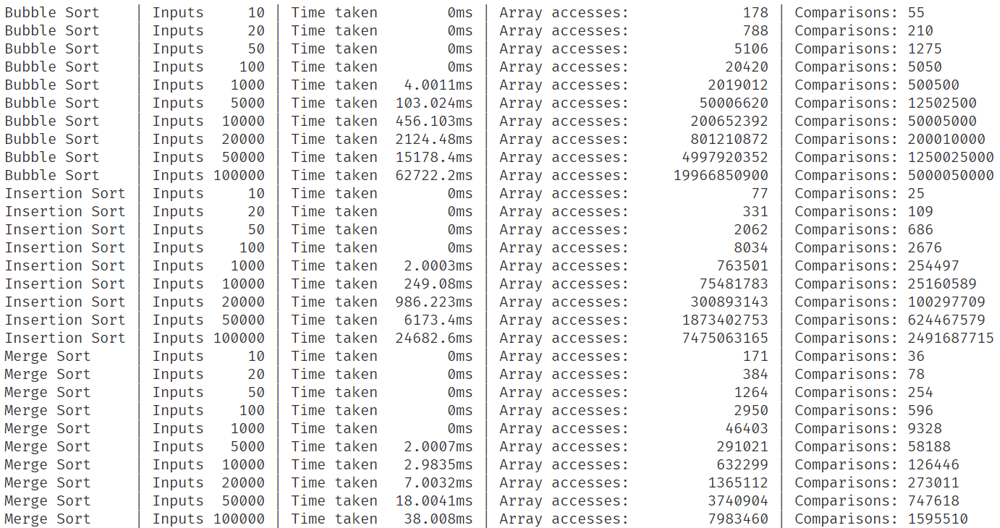 Bubble Sort | Inputs 10 | Time taken 0ms | Array accesses: 178 | Comparisons: 55
Bubble Sort | Inputs 20 | Time taken 0ms | Array accesses: 788 | Comparisons: 210
Bubble Sort | Inputs 50 | Time taken 0ms | Array accesses: 5106 | Comparisons: 1275
Bubble Sort | Inputs 100 | Time taken 0ms | Array accesses: 20420 | Comparisons: 5050
Bubble Sort | Inputs 1000 | Time taken 4.0011ms | Array accesses: 2019012 | Comparisons: 500500
Bubble Sort | Inputs 5000 | Time taken 103.024ms | Array accesses: 50006620 | Comparisons: 12502500
Bubble Sort | Inputs 10000 | Time taken 456.103ms | Array accesses: 200652392 | Comparisons: 50005000
Bubble Sort | Inputs 20000 | Time taken 2124.48ms | Array accesses: 801210872 | Comparisons: 200010000
Bubble Sort | Inputs 50000 | Time taken 15178.4ms | Array accesses: 4997920352 | Comparisons: 1250025000
Bubble Sort | Inputs 100000 | Time taken 62722.2ms | Array accesses: 19966850900 | Comparisons: 5000050000
Insertion Sort | Inputs 10 | Time taken 0ms | Array accesses: 77 | Comparisons: 25
Insertion Sort | Inputs 20 | Time taken 0ms | Array accesses: 331 | Comparisons: 109
Insertion Sort | Inputs 50 | Time taken 0ms | Array accesses: 2062 | Comparisons: 686
Insertion Sort | Inputs 100 | Time taken 0ms | Array accesses: 8034 | Comparisons: 2676
Insertion Sort | Inputs 1000 | Time taken 2.0003ms | Array accesses: 763501 | Comparisons: 254497
Insertion Sort | Inputs 10000 | Time taken 249.08ms | Array accesses: 75481783 | Comparisons: 25160589
Insertion Sort | Inputs 20000 | Time taken 986.223ms | Array accesses: 300893143 | Comparisons: 100297709
Insertion Sort | Inputs 50000 | Time taken 6173.4ms | Array accesses: 1873402753 | Comparisons: 624467579
Insertion Sort | Inputs 100000 | Time taken 24682.6ms | Array accesses: 7475063165 | Comparisons: 2491687715
Merge Sort | Inputs 10 | Time taken 0ms | Array accesses: 171 | Comparisons: 36
Merge Sort | Inputs 20 | Time taken 0ms | Array accesses: 384 | Comparisons: 78
Merge Sort | Inputs 50 | Time taken 0ms | Array accesses: 1264 | Comparisons: 254
Merge Sort | Inputs 100 | Time taken 0ms | Array accesses: 2950 | Comparisons: 596
Merge Sort | Inputs 1000 | Time taken 0ms | Array accesses: 46403 | Comparisons: 9328
Merge Sort | Inputs 5000 | Time taken 2.0007ms | Array accesses: 291021 | Comparisons: 58188
Merge Sort | Inputs 10000 | Time taken 2.9835ms | Array accesses: 632299 | Comparisons: 126446
Merge Sort | Inputs 20000 | Time taken 7.0032ms | Array accesses: 1365112 | Comparisons: 273011
Merge Sort | Inputs 50000 | Time taken 18.0041ms | Array accesses: 3740904 | Comparisons: 747618
Merge Sort | Inputs 100000 | Time taken 38.008ms | Array accesses: 7983460 | Comparisons: 1595510